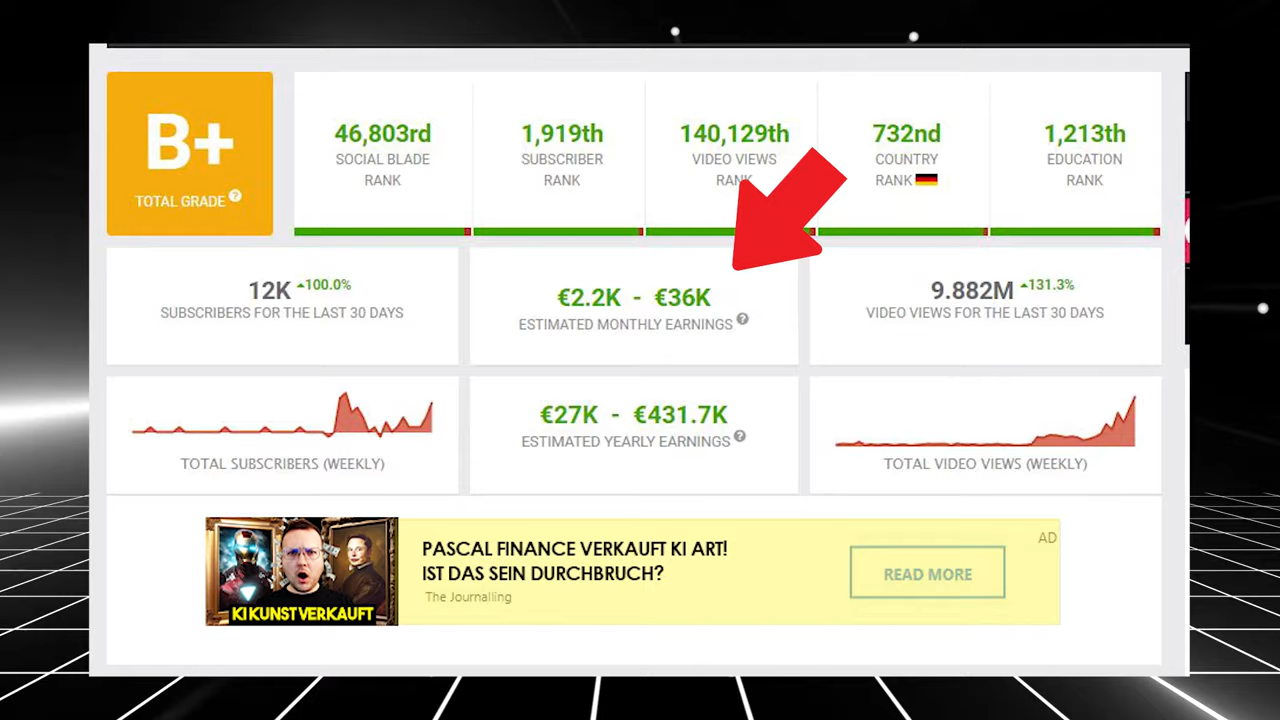 B+
TOTAL GRADE ?
46,803rd
SOCIAL BLADE
RANK
1,919th
SUBSCRIBER
RANK
140,129th
VIDEO VIEWS
RANK
732nd
COUNTRY
RANK
1,213th
EDUCATION
RANK
12K ▲100.0%
SUBSCRIBERS FOR THE LAST 30 DAYS
€2.2K - €36K
ESTIMATED MONTHLY EARNINGS ?
9.882M ▲131.3%
VIDEO VIEWS FOR THE LAST 30 DAYS
TOTAL SUBSCRIBERS (WEEKLY)
€27K - €431.7K
ESTIMATED YEARLY EARNINGS ?
TOTAL VIDEO VIEWS (WEEKLY)
KI KUNST VERKAUFT
PASCAL FINANCE VERKAUFT KI ART!
IST DAS SEIN DURCHBRUCH?
The Journalling
READ MORE
AD